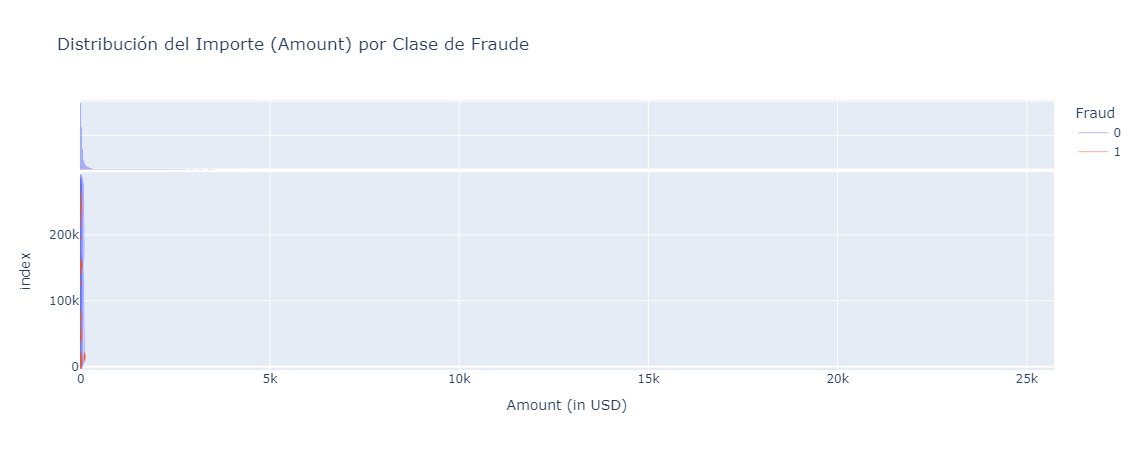 Distribución del Importe (Amount) por Clase de Fraude
Fraud
0
1
index
200k
100k
0
0
5k
10k
15k
20k
25k
Amount (in USD)